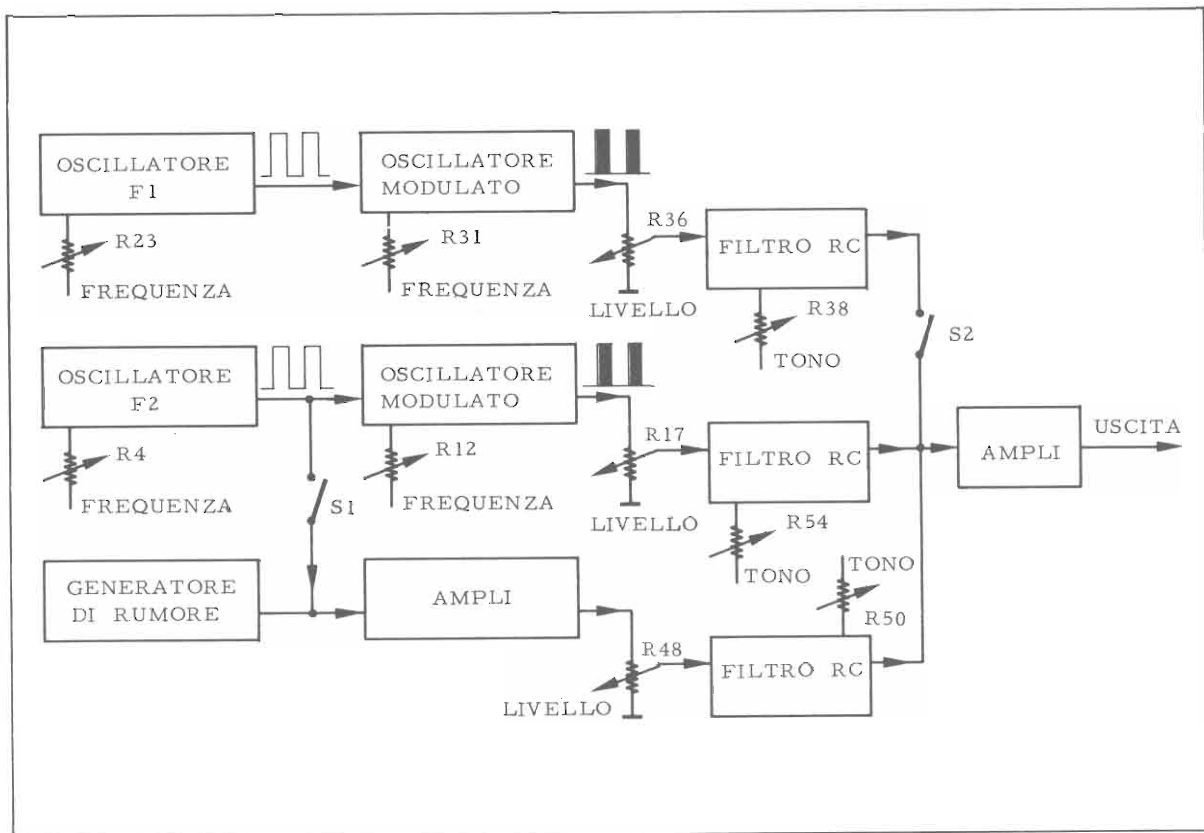 OSCILLATORE
F1
R23
FREQUENZA
OSCILLATORE
MODULATO
R31
FREQUENZA
R36
LIVELLO
FILTRO RC
R38
TONO
S2
OSCILLATORE
F2
R4
FREQUENZA
S1
OSCILLATORE
MODULATO
R12
FREQUENZA
R17
LIVELLO
FILTRO RC
R54
TONO
AMPLI
USCITA
GENERATORE
DI RUMORE
AMPLI
R48
LIVELLO
TONO
R50
FILTRO RC